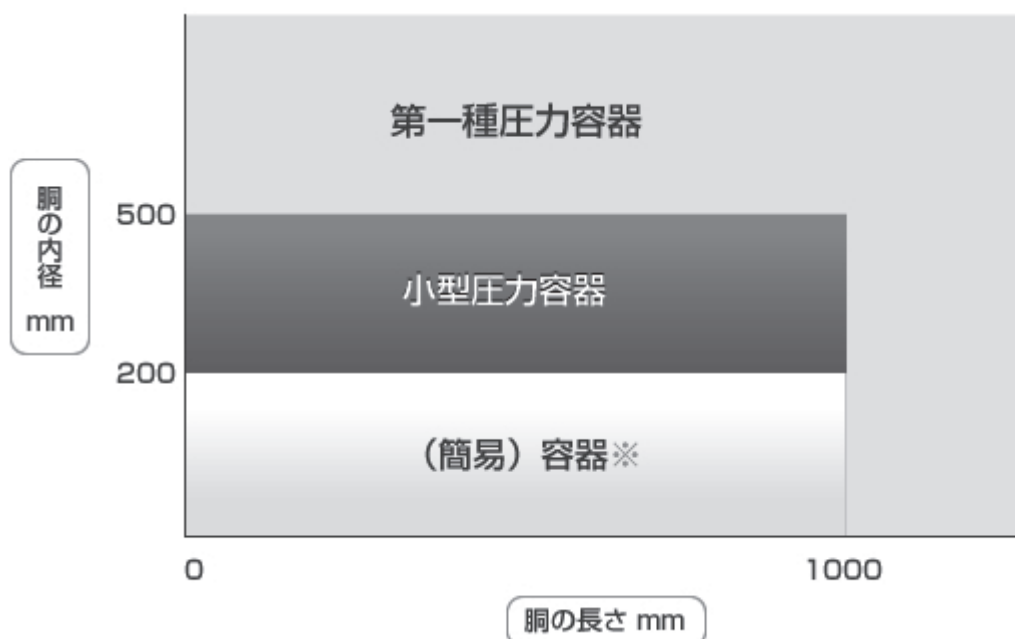 第一種圧力容器
胴の内径
mm
500
小型圧力容器
200
（簡易）容器※
0
1000
胴の長さ mm